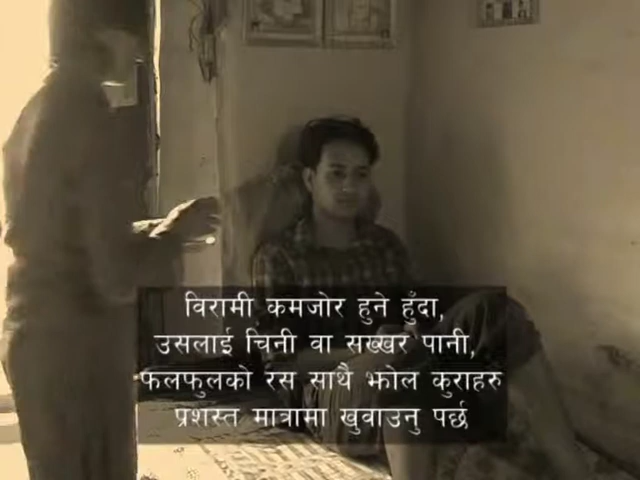 विरामी कमजोर हुने हुँदा,
उसलाई चिनी वा सख्खर पानी,
फलफुलको रस साथै झोल कुराहरु
प्रशस्त मात्रामा खुवाउनु पर्छ